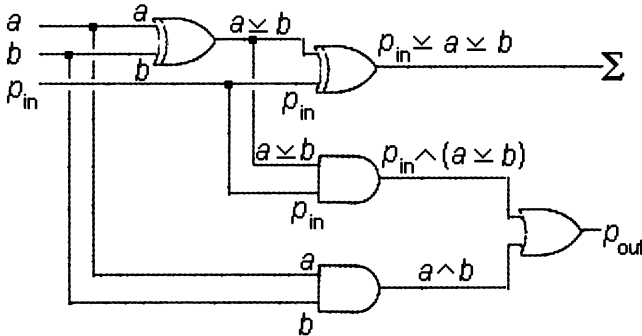 a a a ⊻ b
b b
p_in p_in p_in ⊻ a ⊻ b Σ
a ⊻ b p_in ∧ (a ⊻ b)
p_in
p_out
a a ∧ b
b